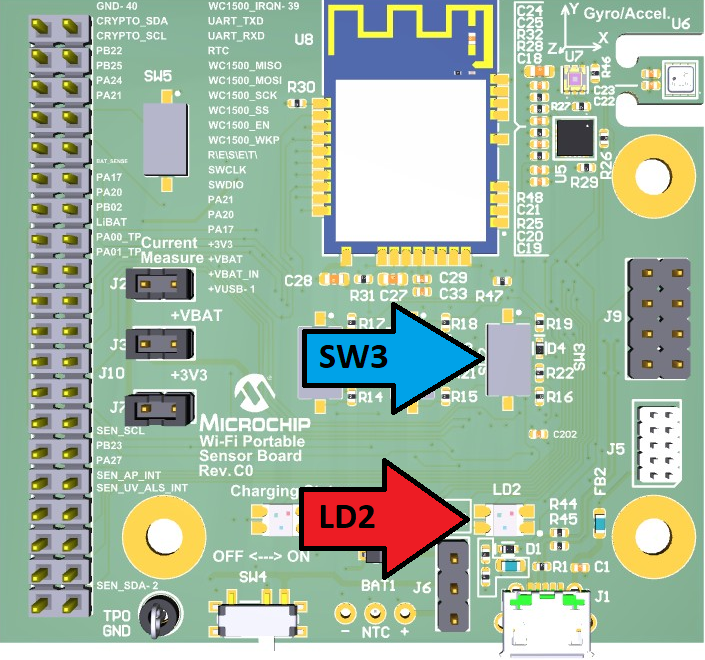 GND- 40
CRYPTO_SDA
CRYPTO_SCL
PB22
PB25
PA24
PA21
BAT_SENSE
PA17
PA20
PB02
LiBAT
PA00_TP
PA01_TP
WC1500_IRQN- 39
UART_TXD
UART_RXD
RTC
WC1500_MISO
WC1500_MOSI
WC1500_SCK
WC1500_SS
WC1500_EN
WC1500_WKP
R\E\S\E\T\
SWCLK
SWDIO
PA21
PA20
PA17
+3V3
+VBAT
+VBAT_IN
+VUSB- 1
SW5
U8
R30
C24
C25
R32
R28
C18
Y
Gyro/Accel.
X
Z
U6
U7
R46
C23
C22
R27
R26
U5
R29
R48
C21
R25
C20
C19
Current
Measure
J2
+VBAT
J3
+3V3
J10
J7
C28
R31
C27
C29
C33
R47
R17
R18
R19
SW3
D4
SW3
R22
R14
R15
R16
J9
MICROCHIP
Wi-Fi Portable
Sensor Board
Rev. C0
C202
J5
SEN_SCL
PB23
PA27
SEN_AP_INT
SEN_UV_ALS_INT
SEN_SDA- 2
Charging
LD2
LD2
R44
R45
FB2
OFF <---> ON
SW4
BAT1
J6
D1
R1
C1
J1
TP0
GND
- NTC +